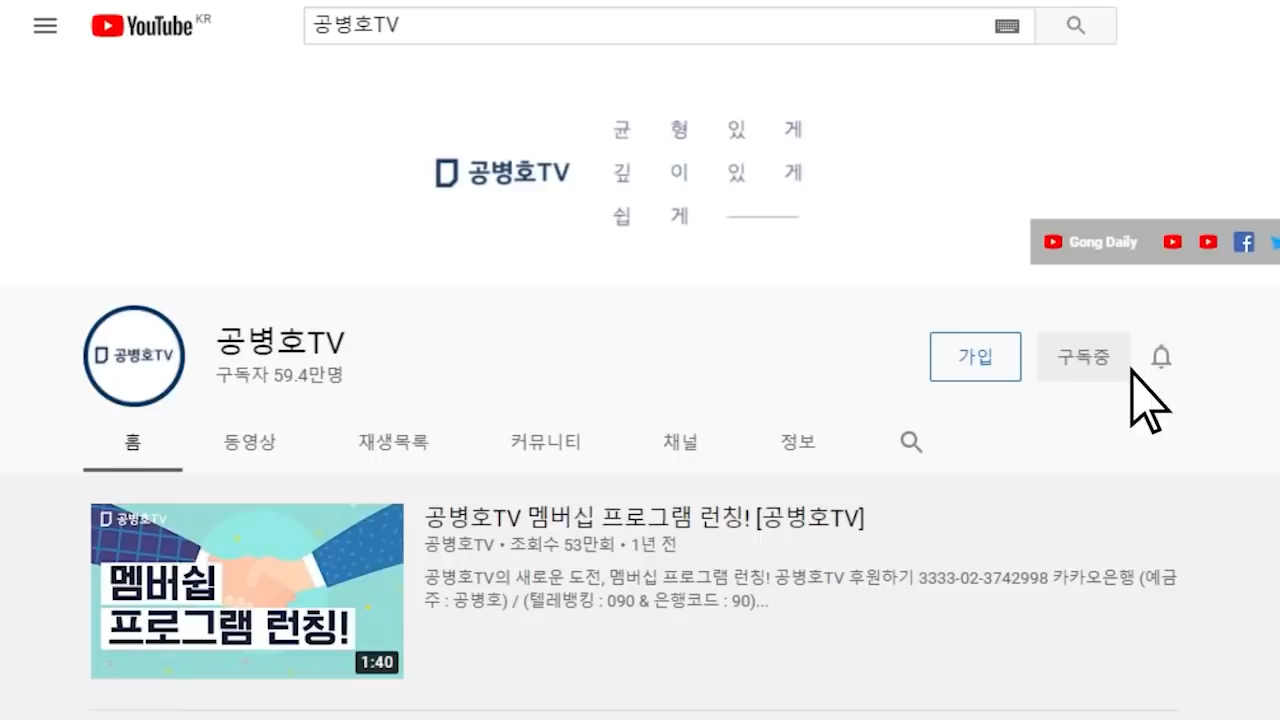 YouTube KR
공병호TV
균 형 있 게
공병호TV
깊 이 있 게
쉽 게
Gong Daily
공병호TV
공병호TV
구독자 59.4만명
가입
구독중
홈
동영상
재생목록
커뮤니티
채널
정보
공병호TV
멤버쉽
프로그램 런칭!
1:40
공병호TV 멤버십 프로그램 런칭! [공병호TV]
공병호TV • 조회수 53만회 • 1년 전
공병호TV의 새로운 도전, 멤버십 프로그램 런칭! 공병호TV 후원하기 3333-02-3742998 카카오은행 (예금
주 : 공병호) / (텔레뱅킹 : 090 & 은행코드 : 90)...